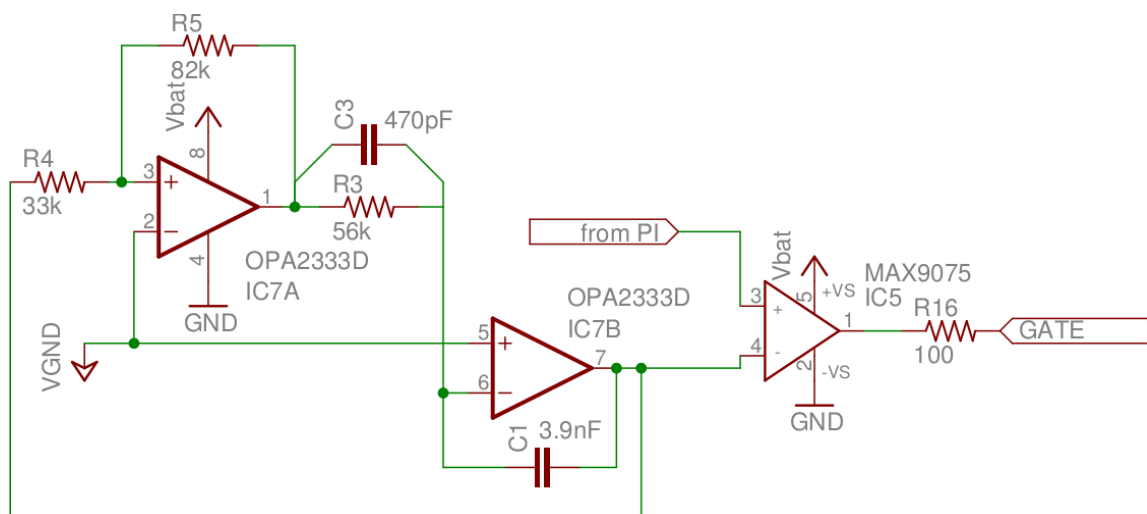 R5
82k
Vbat
8
C3
470pF
R4
33k
3
+
2
−
1
4
R3
56k
OPA2333D
IC7A
GND
VGND
from PI
Vbat
OPA2333D
IC7B
5
+
6
−
7
C1
3.9nF
3
+
4
-
5
+VS
1
2
-VS
MAX9075
IC5
R16
100
GATE
GND